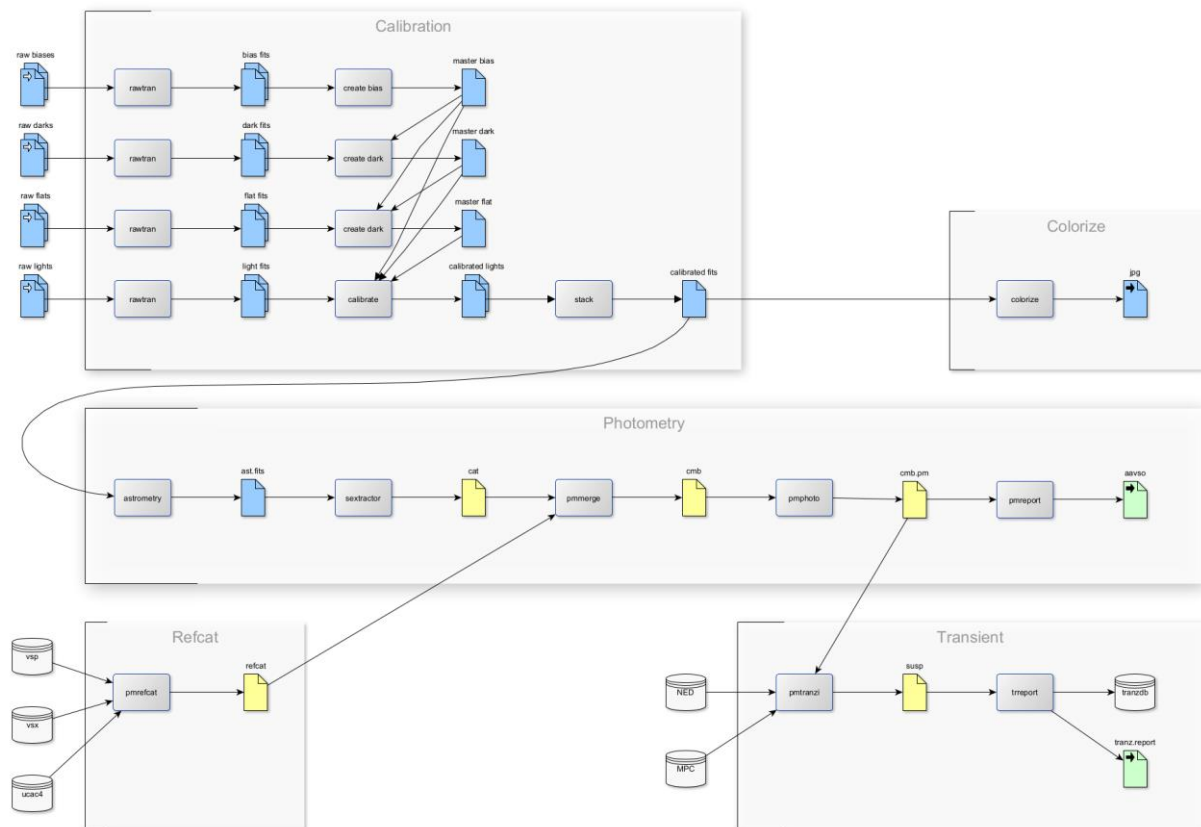 Calibration
raw biases
bias fits
master bias
rawtran
create bias
raw darks
dark fits
master dark
rawtran
create dark
raw flats
flat fits
master flat
rawtran
create dark
raw lights
light fits
calibrated lights
calibrated fits
rawtran
calibrate
stack
Colorize
jpg
colorize
Photometry
ast.fits
cat
cmb
cmb.pm
aavso
astrometry
sextractor
pmmerge
pmphoto
pmreport
Refcat
vsp
refcat
pmrefcat
vsx
ucac4
Transient
susp
NED
pmtranzi
trreport
tranzdb
MPC
tranz.report